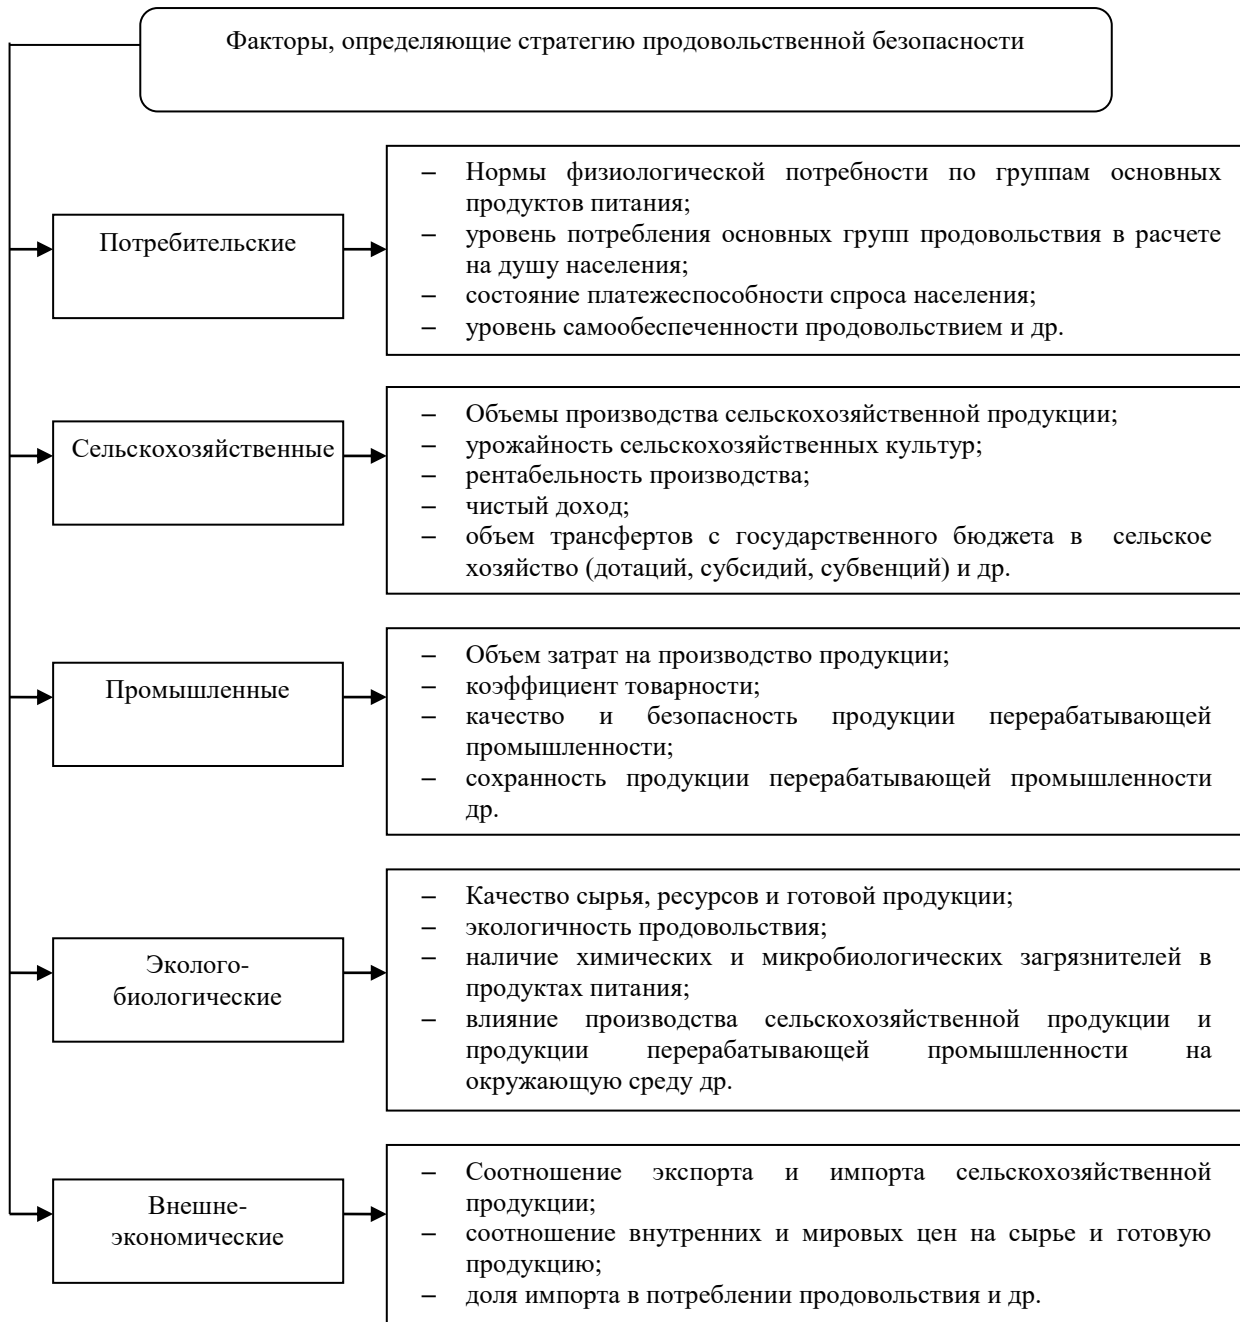 Факторы, определяющие стратегию продовольственной безопасности
Потребительские
– Нормы физиологической потребности по группам основных
продуктов питания;
– уровень потребления основных групп продовольствия в расчете
на душу населения;
– состояние платежеспособности спроса населения;
– уровень самообеспеченности продовольствием и др.
Сельскохозяйственные
– Объемы производства сельскохозяйственной продукции;
– урожайность сельскохозяйственных культур;
– рентабельность производства;
– чистый доход;
– объем трансфертов с государственного бюджета в сельское
хозяйство (дотаций, субсидий, субвенций) и др.
Промышленные
– Объем затрат на производство продукции;
– коэффициент товарности;
– качество и безопасность продукции перерабатывающей
промышленности;
– сохранность продукции перерабатывающей промышленности
др.
Эколого-
биологические
– Качество сырья, ресурсов и готовой продукции;
– экологичность продовольствия;
– наличие химических и микробиологических загрязнителей в
продуктах питания;
– влияние производства сельскохозяйственной продукции и
продукции перерабатывающей промышленности на
окружающую среду др.
Внешне-
экономические
– Соотношение экспорта и импорта сельскохозяйственной
продукции;
– соотношение внутренних и мировых цен на сырье и готовую
продукцию;
– доля импорта в потреблении продовольствия и др.